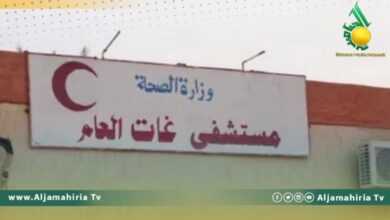 وزارة الصحة
مستشفى غات العام
www.Aljamahiria Tv
Aljamahiria Tv